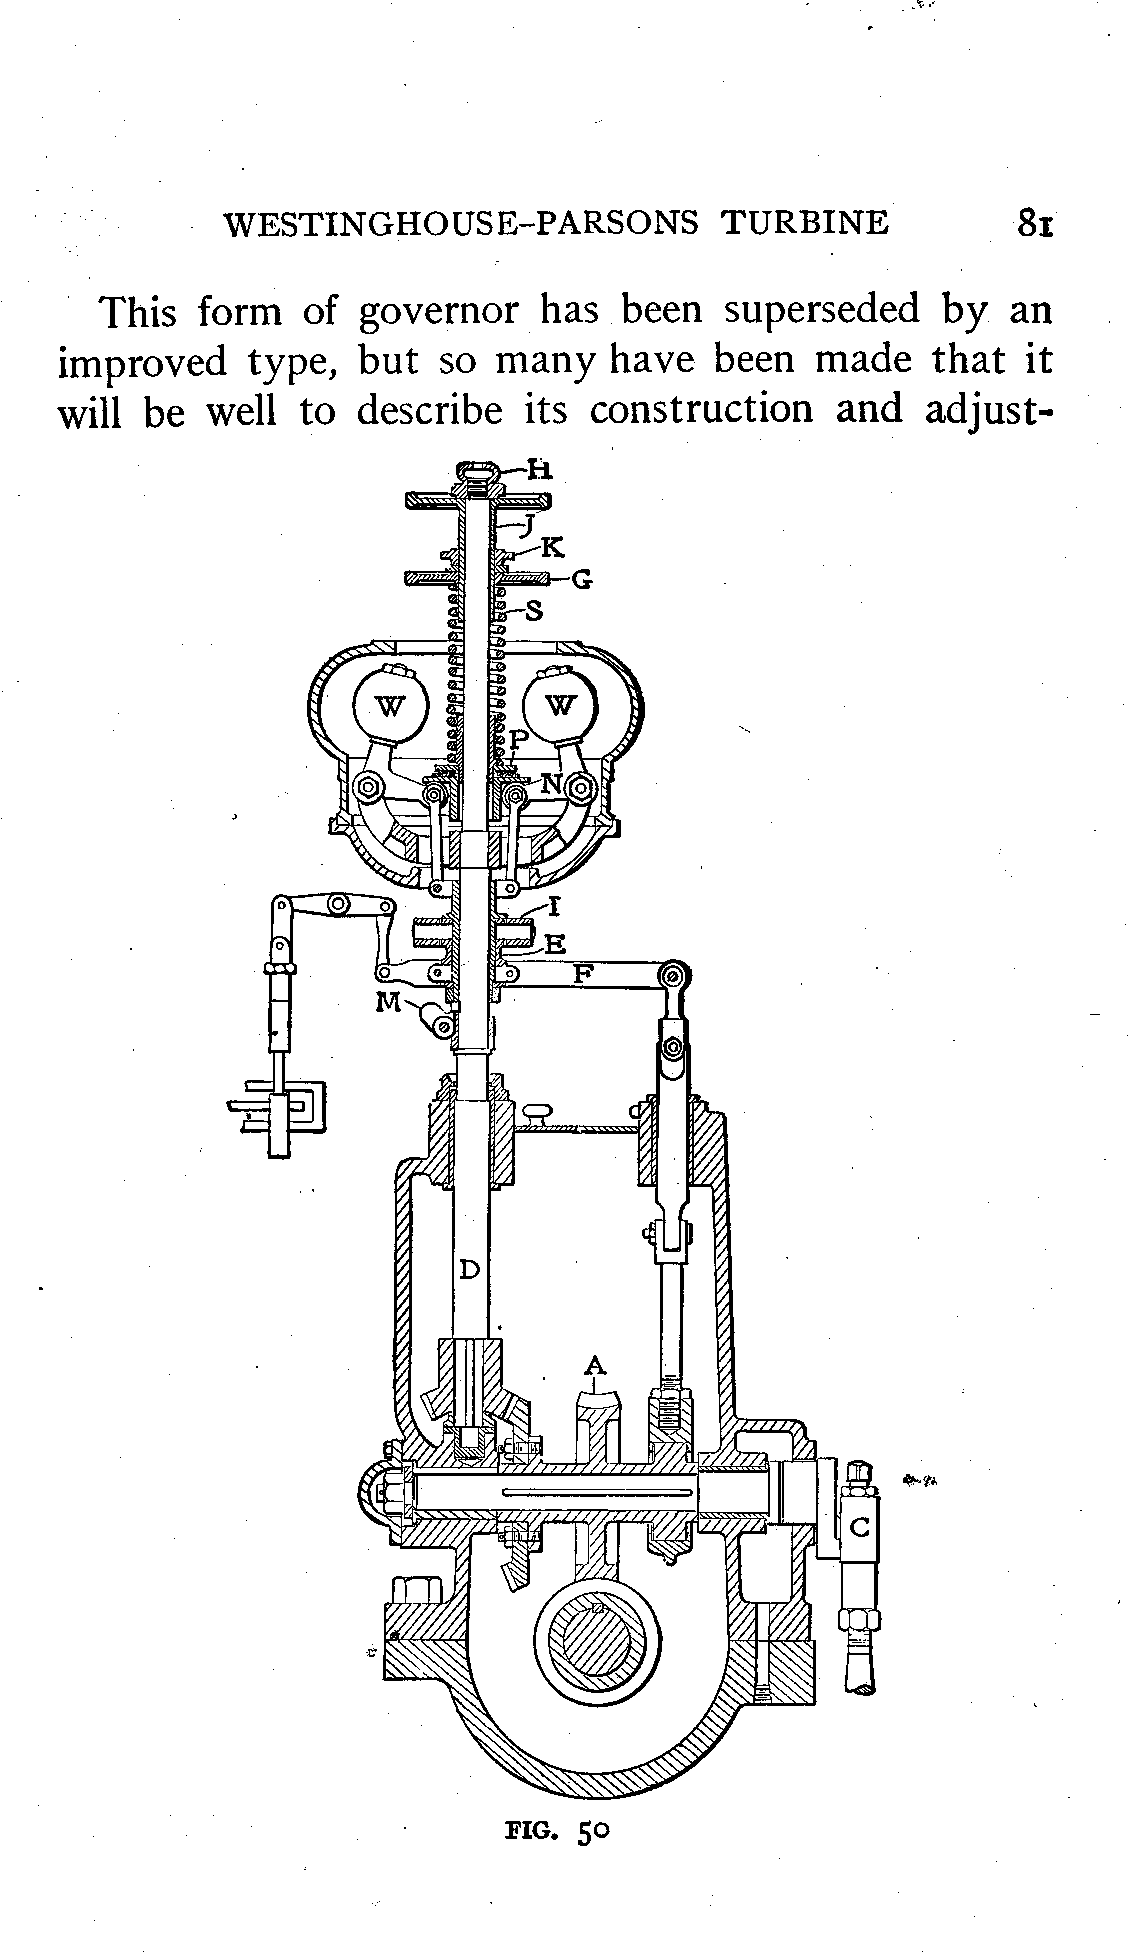 WESTINGHOUSE-PARSONS TURBINE 81
This form of governor has been superseded by an
improved type, but so many have been made that it
will be well to describe its construction and adjust-
H
J
K
G
S
W W
P
N
I
E
F
M
D
A
C
FIG. 50